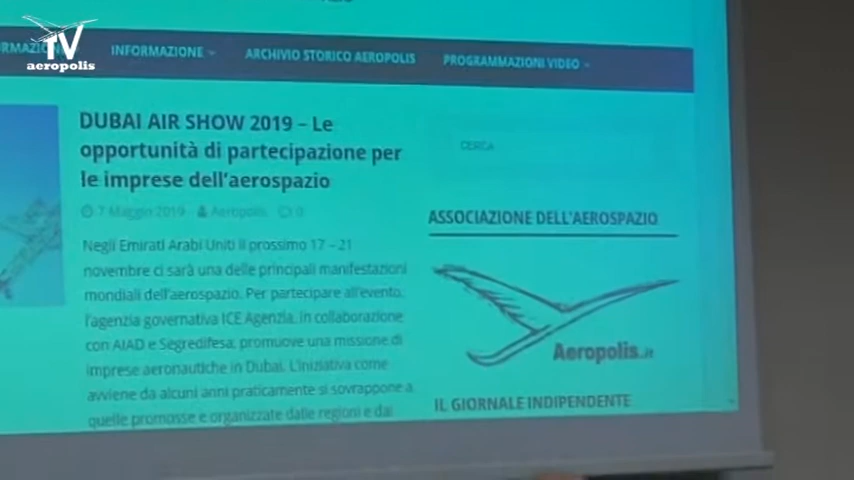 TV
aeropolis
INFORMAZIONE
ARCHIVIO STORICO AEROPOLIS
PROGRAMMAZIONI VIDEO
DUBAI AIR SHOW 2019 – Le
opportunità di partecipazione per
le imprese dell'aerospazio
7 Maggio 2019 Aeropolis 0
Negli Emirati Arabi Uniti il prossimo 17 – 21
novembre ci sarà una delle principali manifestazioni
mondiali dell'aerospazio. Per partecipare all'evento,
l'agenzia governativa ICE Agenzia, in collaborazione
con AIAD e Segredifesa, promuove una missione di
imprese aeronautiche in Dubai. L'iniziativa come
avviene da alcuni anni praticamente si sovrappone a
quelle promosse e organizzate dalle regioni e dai
CERCA
ASSOCIAZIONE DELL'AEROSPAZIO
Aeropolis.it
IL GIORNALE INDIPENDENTE